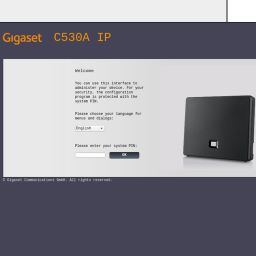 Gigaset C530A IP
Welcome
You can use this interface to
administer your device. For your
security, the configuration
program is protected with the
system PIN.
Please choose your language for
menus and dialogs:
English
Please enter your system PIN:
OK
© Gigaset Communications GmbH. All rights reserved.